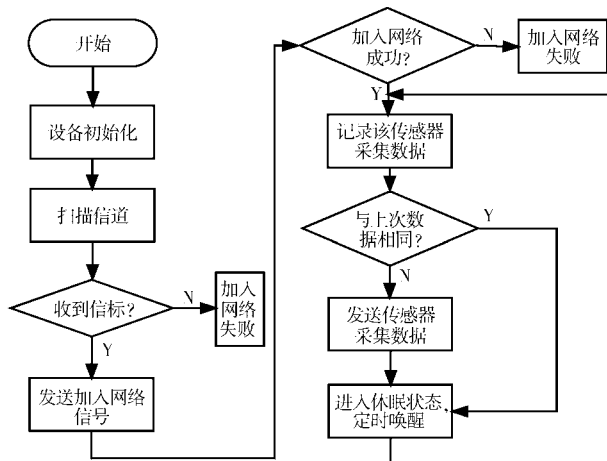 开始
设备初始化
扫描信道
收到信标?
N
加入
网络
失败
Y
发送加入网络
信号
加入网络
成功?
N
加入网络
失败
Y
记录该传感器
采集数据
与上次数
据相同?
Y
N
发送传感器
采集数据
进入休眠状态,
定时唤醒